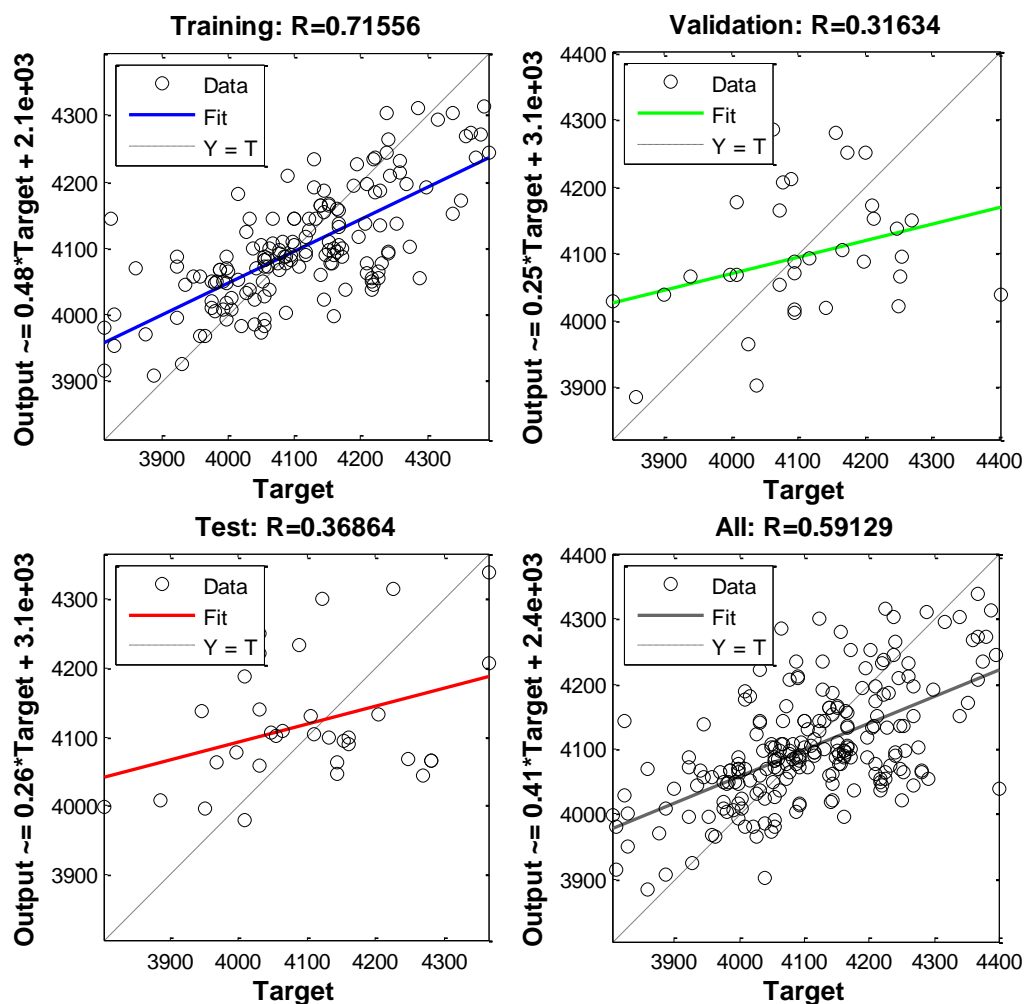 Training: R=0.71556
Output ~= 0.48*Target + 2.1e+03
Data
Fit
Y = T
4300
4200
4100
4000
3900
3900 4000 4100 4200 4300
Target
Validation: R=0.31634
Output ~= 0.25*Target + 3.1e+03
Data
Fit
Y = T
4400
4300
4200
4100
4000
3900
3900 4000 4100 4200 4300 4400
Target
Test: R=0.36864
Output ~= 0.26*Target + 3.1e+03
Data
Fit
Y = T
4300
4200
4100
4000
3900
3900 4000 4100 4200 4300
Target
All: R=0.59129
Output ~= 0.41*Target + 2.4e+03
Data
Fit
Y = T
4400
4300
4200
4100
4000
3900
3900 4000 4100 4200 4300 4400
Target